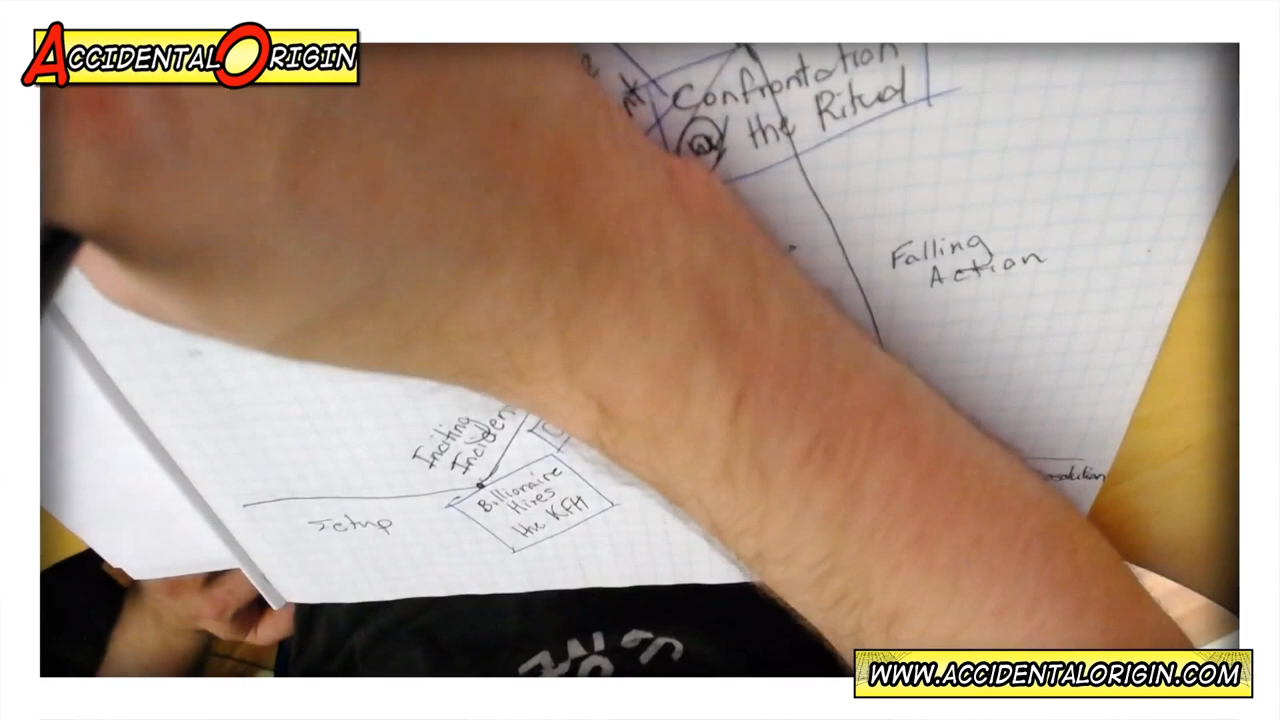 ACCIDENTAL ORIGIN
Confrontation
@ the Ritual
Falling
Action
Inciting
Incident
Billionaire
Hires
the KFH
Setup
WWW.ACCIDENTALORIGIN.COM